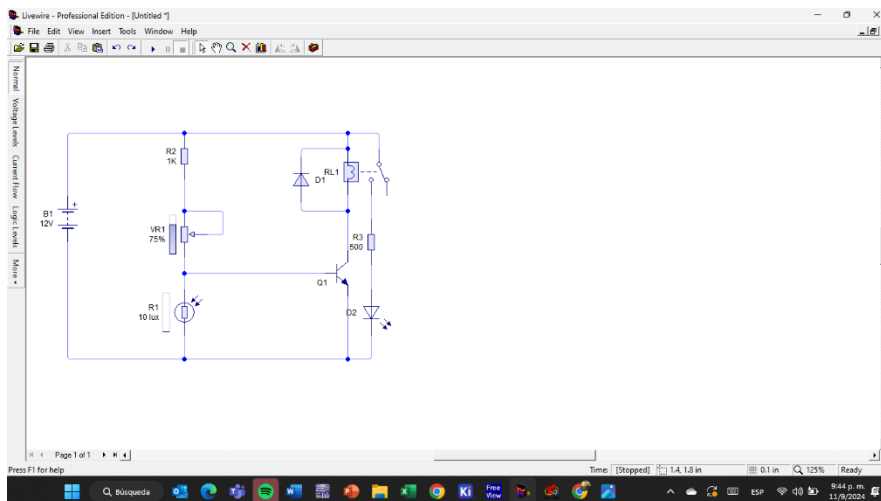 Livewire - Professional Edition - [Untitled *]
File Edit View Insert Tools Window Help
Normal
Voltage Levels
Current Flow
Logic Levels
More
R2
1K
D1
RL1
B1
12V
+
VR1
75%
R3
500
Q1
R1
10 lux
D2
Page 1 of 1
Press F1 for help
Time: [Stopped]
1.4, 1.8 in
0.1 in
125%
Ready
Búsqueda
Ki
Free
View
ESP
9:44 p. m.
11/9/2024